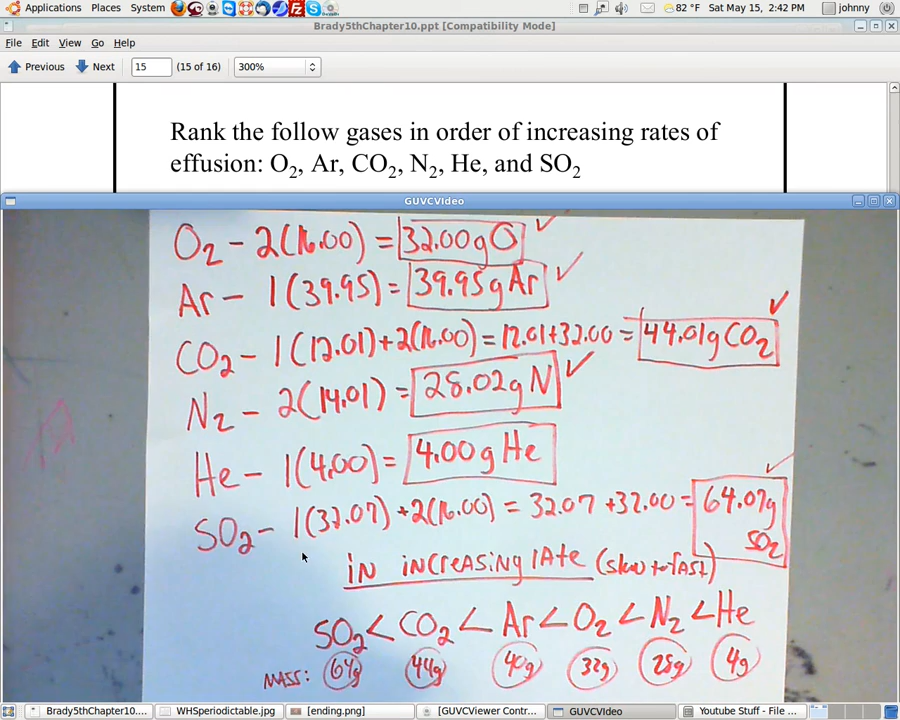 Applications Places System 82 °F Sat May 15, 2:42 PM johnny
Brady5thChapter10.ppt [Compatibility Mode]
File Edit View Go Help
Previous Next 15 (15 of 16) 300%
Rank the follow gases in order of increasing rates of
effusion: O₂, Ar, CO₂, N₂, He, and SO₂
GUVCVideo
O₂ - 2(16.00) = 32.00g O
Ar - 1(39.95) = 39.95g Ar
CO₂ - 1(12.01)+2(16.00) = 12.01+32.00 = 44.01g CO₂
N₂ - 2(14.01) = 28.02g N
He - 1(4.00) = 4.00g He
SO₂ - 1(32.07)+2(16.00) = 32.07+32.00 = 64.07g
SO₂
in increasing rate (slow to fast)
SO₂ < CO₂ < Ar < O₂ < N₂ < He
MASS: 64g 44g 40g 32g 28g 4g
Brady5thChapter10.... WHSperiodictable.jpg [ending.png] [GUVCViewer Contr... GUVCVideo Youtube Stuff - File ...